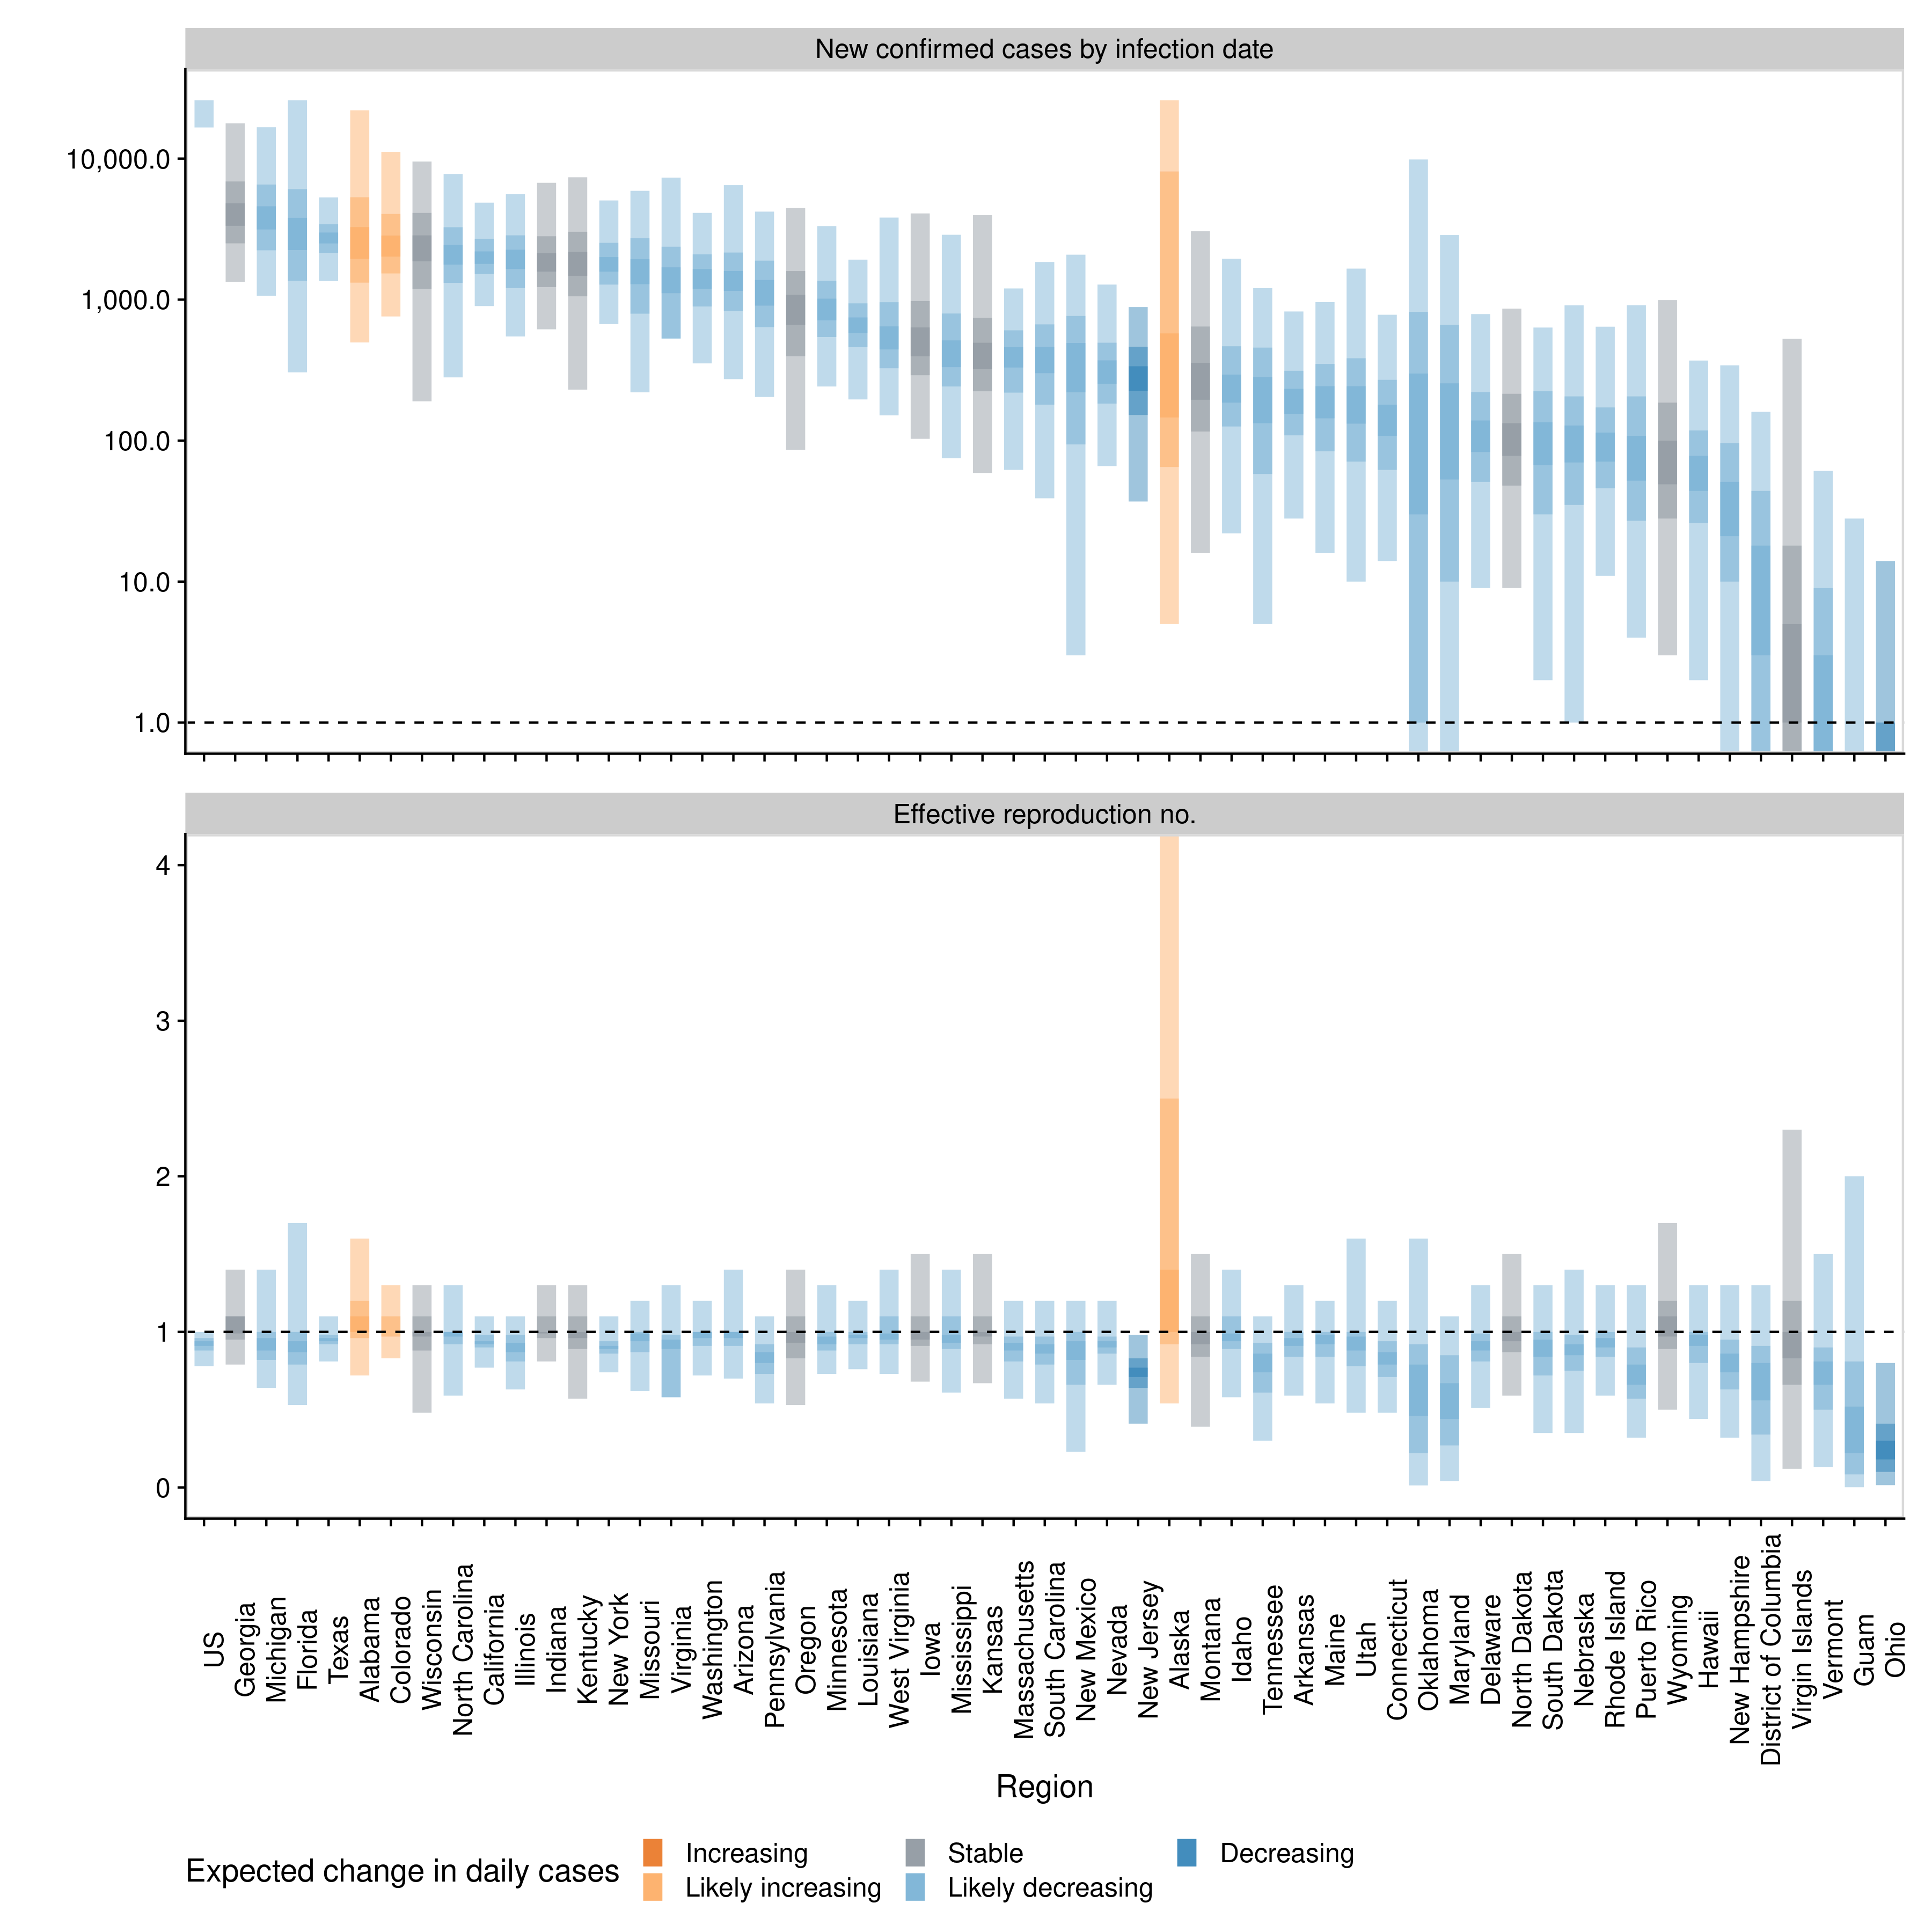 New confirmed cases by infection date
10,000.0
1,000.0
100.0
10.0
1.0
Effective reproduction no.
4
3
2
1
0
US
Georgia
Michigan
Florida
Texas
Alabama
Colorado
Wisconsin
North Carolina
California
Illinois
Indiana
Kentucky
New York
Missouri
Virginia
Washington
Arizona
Pennsylvania
Oregon
Minnesota
Louisiana
West Virginia
Iowa
Mississippi
Kansas
Massachusetts
South Carolina
New Mexico
Nevada
New Jersey
Alaska
Montana
Idaho
Tennessee
Arkansas
Maine
Utah
Connecticut
Oklahoma
Maryland
Delaware
North Dakota
South Dakota
Nebraska
Rhode Island
Puerto Rico
Wyoming
Hawaii
New Hampshire
District of Columbia
Virgin Islands
Vermont
Guam
Ohio
Region
Expected change in daily cases
Increasing
Likely increasing
Stable
Likely decreasing
Decreasing